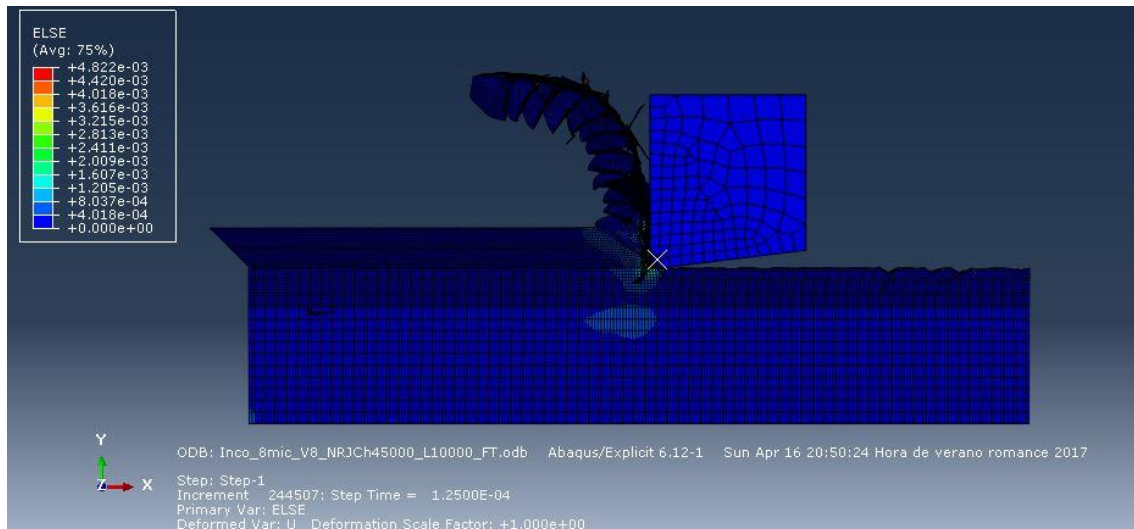 ELSE
(Avg: 75%)
+4.822e-03
+4.420e-03
+4.018e-03
+3.616e-03
+3.215e-03
+2.813e-03
+2.411e-03
+2.009e-03
+1.607e-03
+1.205e-03
+8.037e-04
+4.018e-04
+0.000e+00
Y
Z
X
ODB: Inco_8mic_V8_NRJCh45000_L10000_FT.odb Abaqus/Explicit 6.12-1 Sun Apr 16 20:50:24 Hora de verano romance 2017
Step: Step-1
Increment 244507: Step Time = 1.2500E-04
Primary Var: ELSE
Deformed Var: U Deformation Scale Factor: +1.000e+00